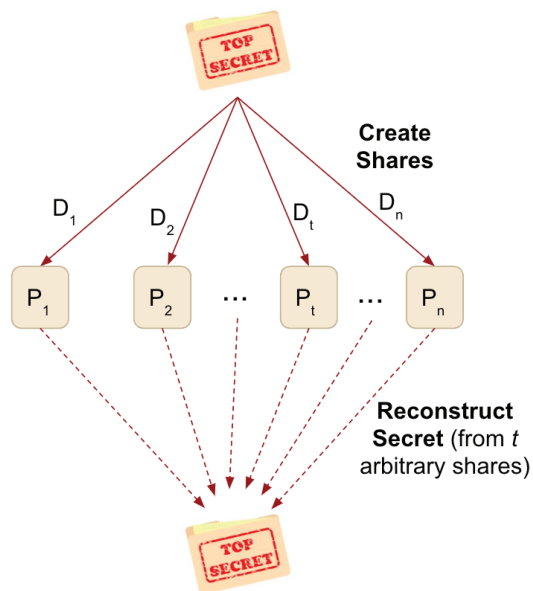 TOP
SECRET
Create
Shares
D₁
D₂
Dₜ
Dₙ
P₁
P₂
...
Pₜ
...
Pₙ
Reconstruct
Secret (from t
arbitrary shares)
TOP
SECRET